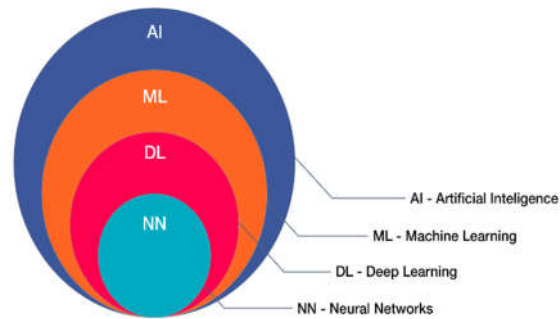 AI
ML
DL
NN
AI - Artificial Inteligence
ML - Machine Learning
DL - Deep Learning
NN - Neural Networks